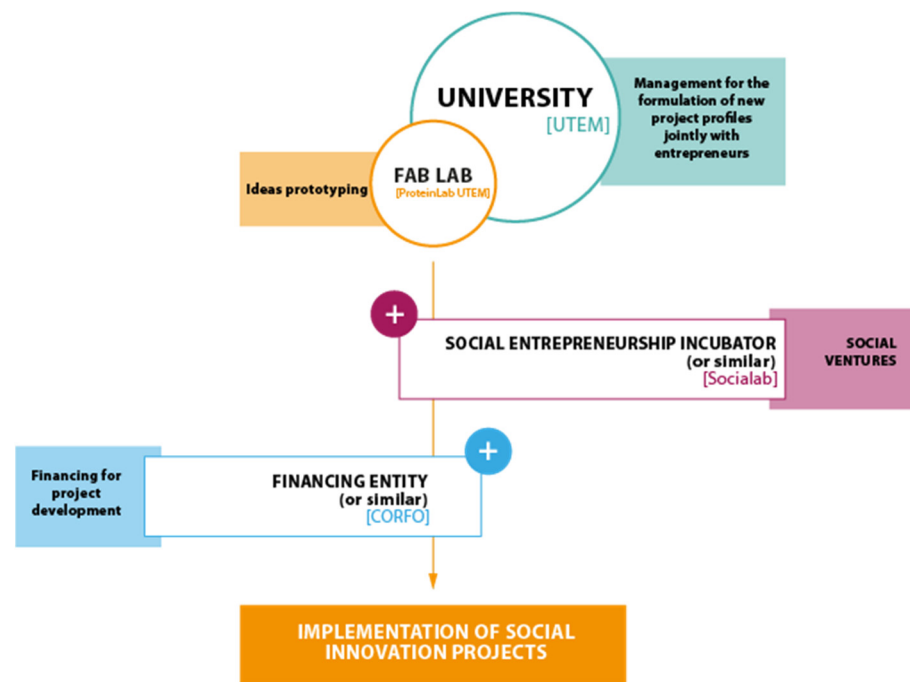 UNIVERSITY
[UTEM]
Management for the
formulation of new
project profiles
jointly with
entrepreneurs
FAB LAB
[ProteinLab UTEM]
Ideas prototyping
+
SOCIAL ENTREPRENEURSHIP INCUBATOR
(or similar)
[Socialab]
SOCIAL
VENTURES
+
Financing for
project
development
FINANCING ENTITY
(or similar)
[CORFO]
IMPLEMENTATION OF SOCIAL
INNOVATION PROJECTS